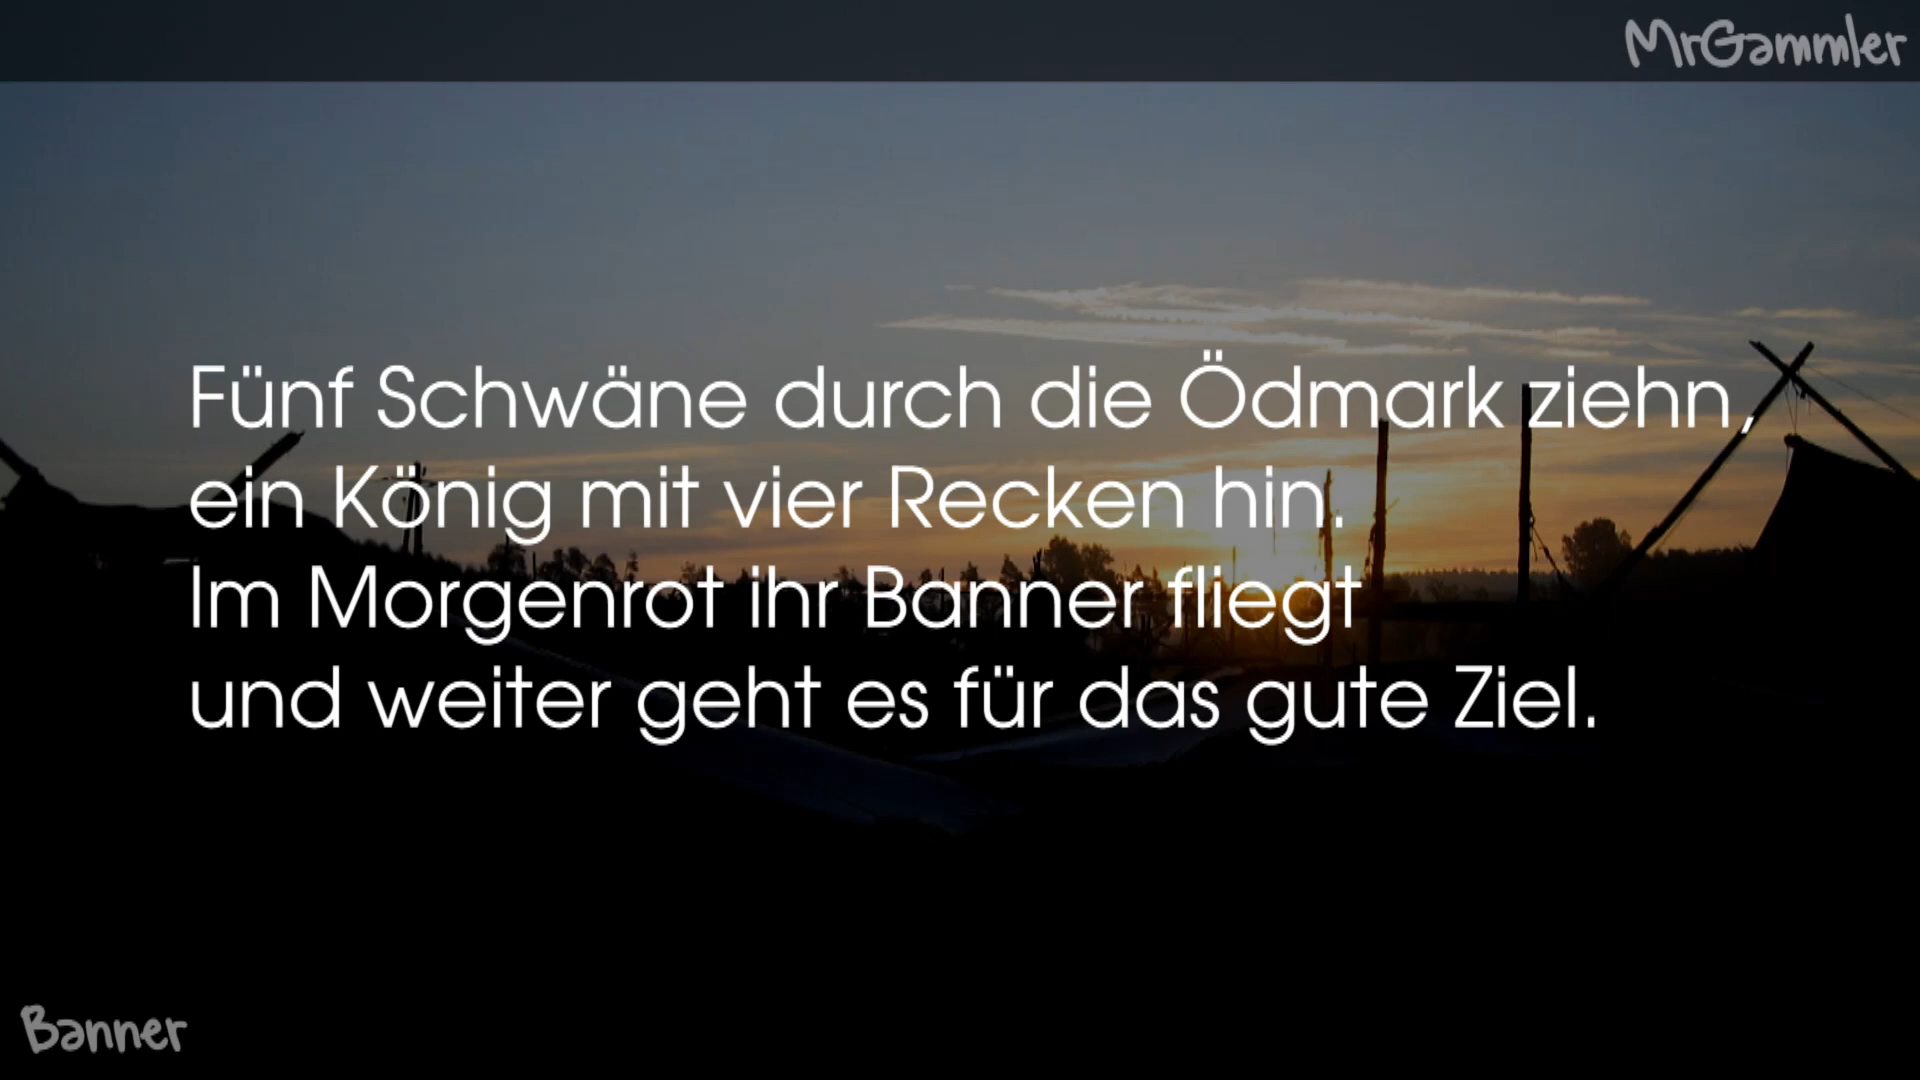 MrGammler
Fünf Schwäne durch die Ödmark ziehn,
ein König mit vier Recken hin.
Im Morgenrot ihr Banner fliegt
und weiter geht es für das gute Ziel.
Banner